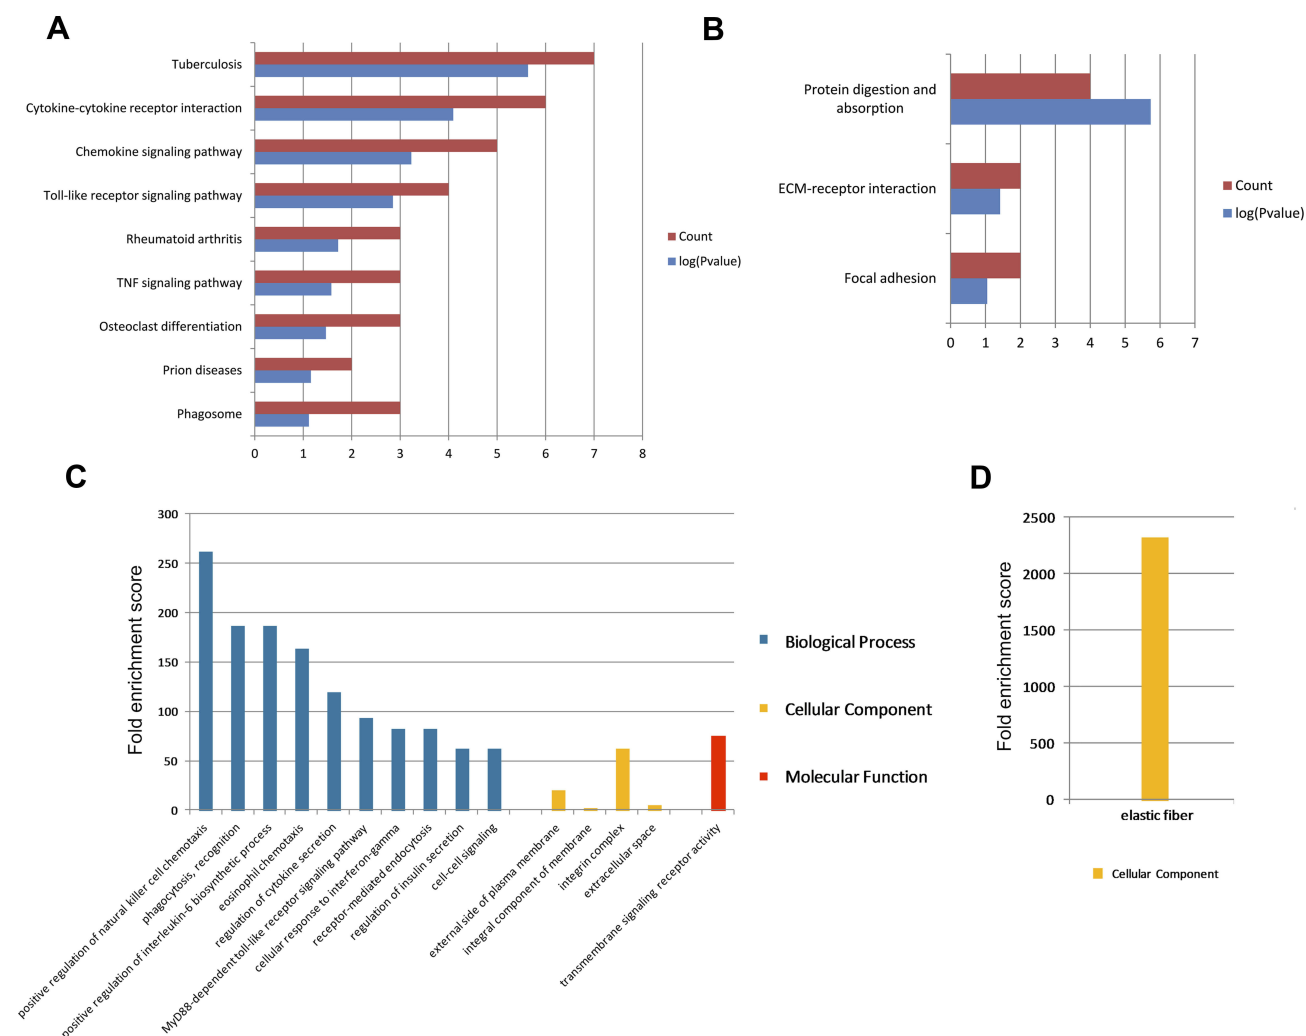 A
Tuberculosis
Cytokine-cytokine receptor interaction
Chemokine signaling pathway
Toll-like receptor signaling pathway
Rheumatoid arthritis
TNF signaling pathway
Osteoclast differentiation
Prion diseases
Phagosome
0 1 2 3 4 5 6 7 8
Count
log(Pvalue)
B
Protein digestion and
absorption
ECM-receptor interaction
Focal adhesion
0 1 2 3 4 5 6 7
Count
log(Pvalue)
C
Fold enrichment score
300
250
200
150
100
50
0
positive regulation of natural killer cell chemotaxis
phagocytosis, recognition
positive regulation of interleukin-6 biosynthetic process
eosinophil chemotaxis
regulation of cytokine secretion
MyD88-dependent toll-like receptor signaling pathway
cellular response to interferon-gamma
receptor-mediated endocytosis
regulation of insulin secretion
cell-cell signaling
external side of plasma membrane
integral component of membrane
integrin complex
extracellular space
transmembrane signaling receptor activity
Biological Process
Cellular Component
Molecular Function
D
Fold enrichment score
2500
2000
1500
1000
500
0
elastic fiber
Cellular Component